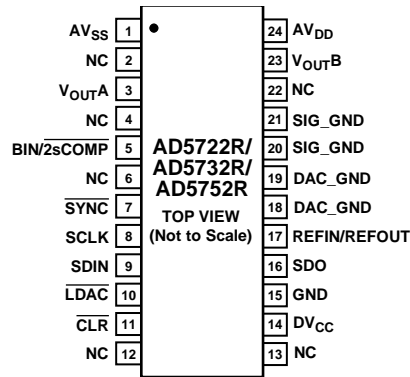 AVSS 1
NC 2
VOUTA 3
NC 4
BIN/2sCOMP 5
NC 6
SYNC 7
SCLK 8
SDIN 9
LDAC 10
CLR 11
NC 12
AD5722R/
AD5732R/
AD5752R
TOP VIEW
(Not to Scale)
24 AVDD
23 VOUTB
22 NC
21 SIG_GND
20 SIG_GND
19 DAC_GND
18 DAC_GND
17 REFIN/REFOUT
16 SDO
15 GND
14 DVCC
13 NC